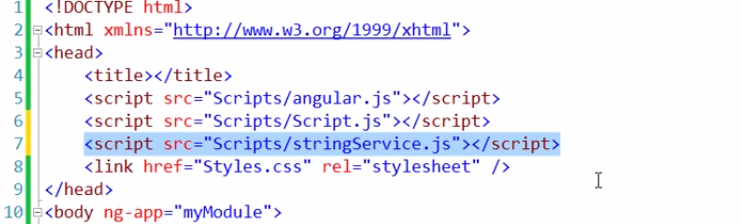 1 <!DOCTYPE html>
2 <html xmlns="http://www.w3.org/1999/xhtml">
3 <head>
4 <title></title>
5 <script src="Scripts/angular.js"></script>
6 <script src="Scripts/Script.js"></script>
7 <script src="Scripts/stringService.js"></script>
8 <link href="Styles.css" rel="stylesheet" />
9 </head>
10 <body ng-app="myModule">